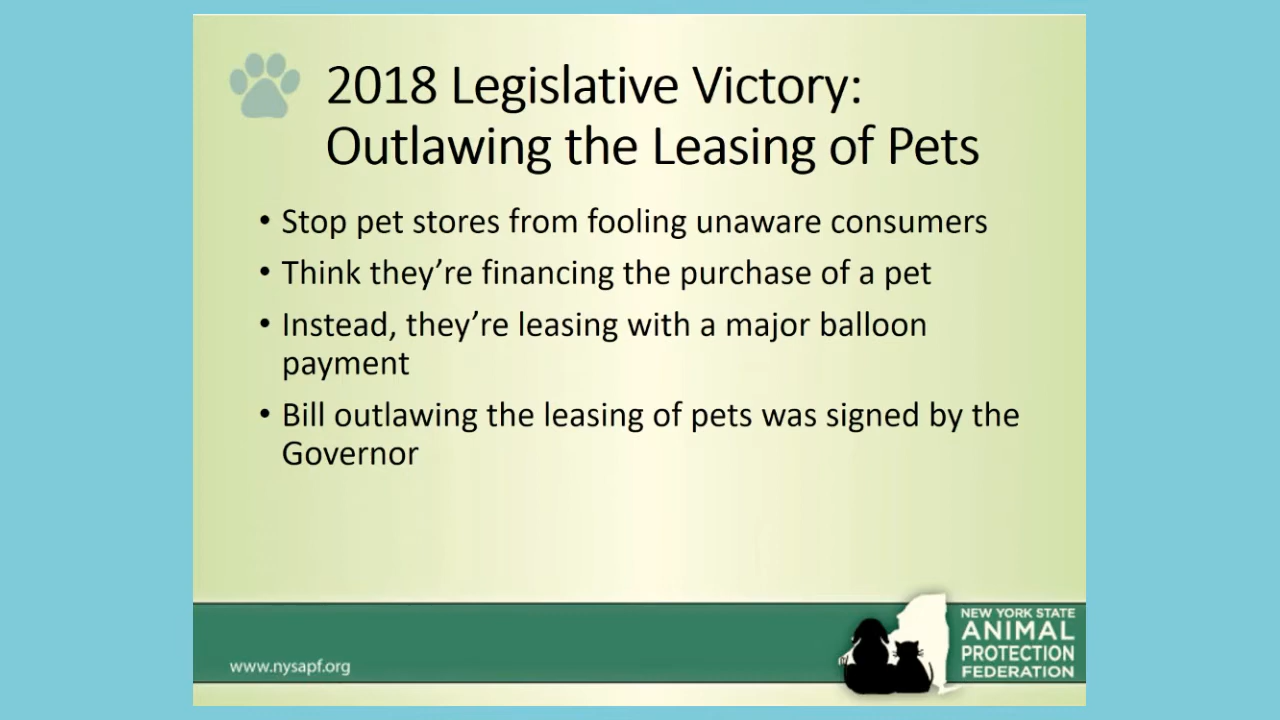 2018 Legislative Victory:
Outlawing the Leasing of Pets
• Stop pet stores from fooling unaware consumers
• Think they’re financing the purchase of a pet
• Instead, they’re leasing with a major balloon
payment
• Bill outlawing the leasing of pets was signed by the
Governor
www.nysapf.org
NEW YORK STATE
ANIMAL
PROTECTION
FEDERATION